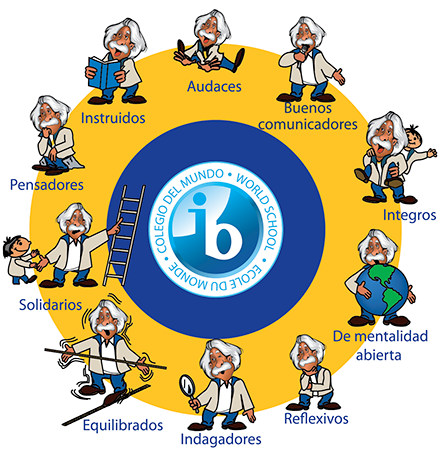 Audaces
Buenos
comunicadores
Integros
De mentalidad
abierta
Reflexivos
Indagadores
Equilibrados
Solidarios
Pensadores
Instruidos
COLEGIO DEL MUNDO • WORLD SCHOOL • ECOLE DU MONDE •
ib